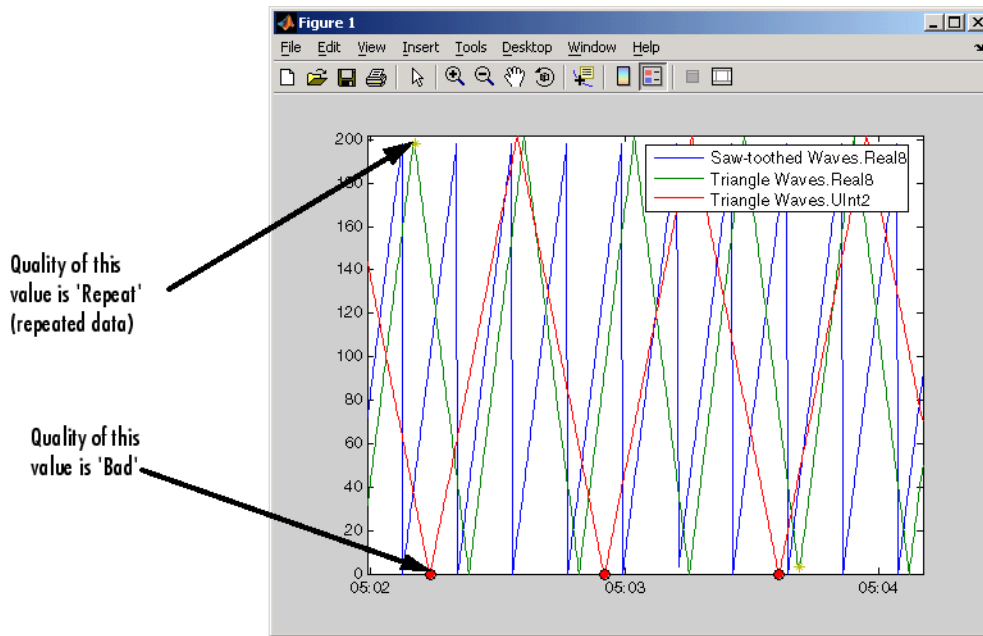 Figure 1
File Edit View Insert Tools Desktop Window Help
200
180
160
140
120
100
80
60
40
20
0
05:02 05:03 05:04
Saw-toothed Waves.Real8
Triangle Waves.Real8
Triangle Waves.UInt2
Quality of this
value is 'Repeat'
(repeated data)
Quality of this
value is 'Bad'